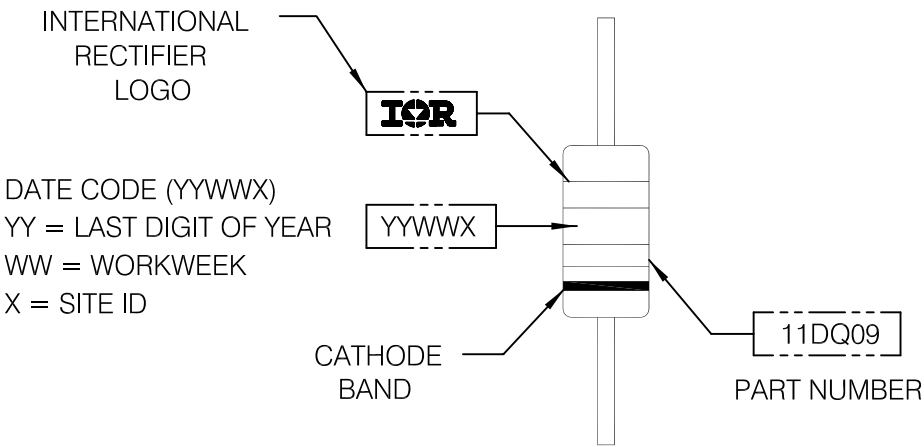 INTERNATIONAL
RECTIFIER
LOGO
IOR
DATE CODE (YYWWX)
YY = LAST DIGIT OF YEAR
WW = WORKWEEK
X = SITE ID
YYWWX
CATHODE
BAND
11DQ09
PART NUMBER